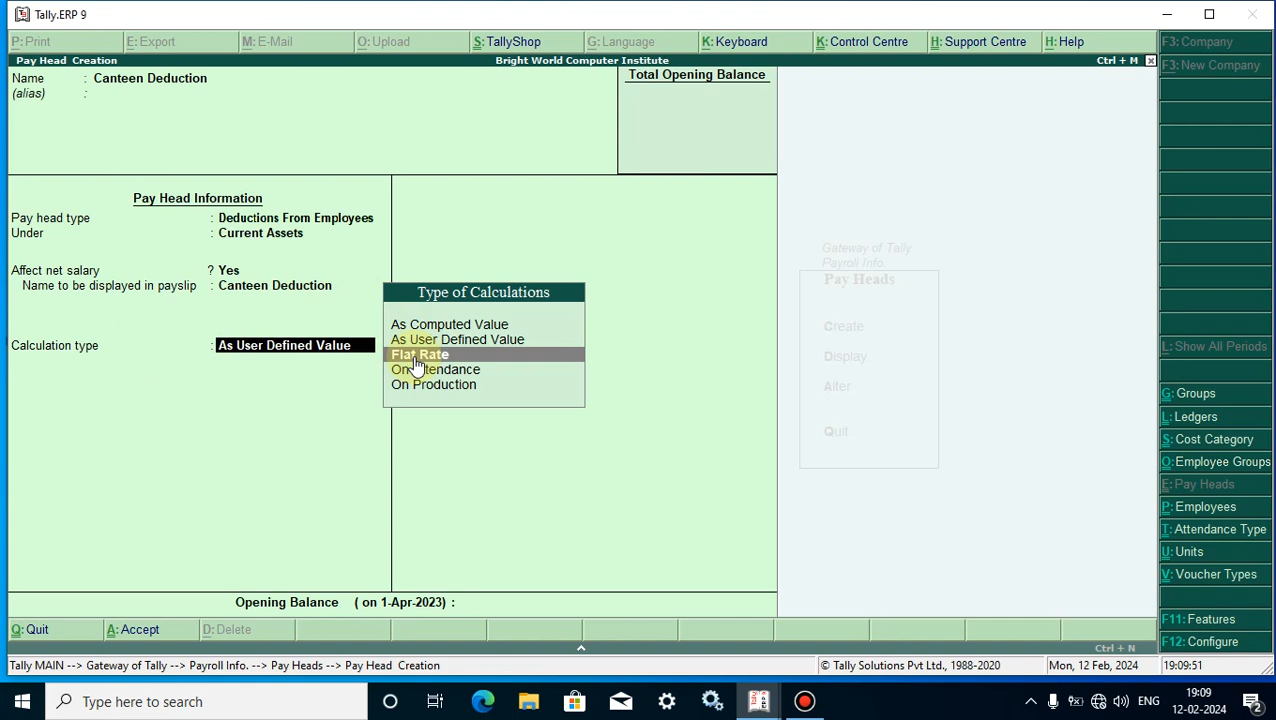 Tally.ERP 9
P: Print
E: Export
M: E-Mail
O: Upload
S: TallyShop
G: Language
K: Keyboard
K: Control Centre
H: Support Centre
H: Help
F3: Company
F3: New Company
Pay Head Creation
Bright World Computer Institute
Ctrl + M
Name : Canteen Deduction
(alias) :
Total Opening Balance
Pay Head Information
Pay head type : Deductions From Employees
Under : Current Assets
Affect net salary ? Yes
Name to be displayed in payslip : Canteen Deduction
Calculation type : As User Defined Value
Type of Calculations
As Computed Value
As User Defined Value
Flat Rate
On Attendance
On Production
Gateway of Tally
Payroll Info.
Pay Heads
Create
Display
Alter
Quit
L: Show All Periods
G: Groups
L: Ledgers
S: Cost Category
O: Employee Groups
E: Pay Heads
P: Employees
T: Attendance Type
U: Units
V: Voucher Types
F11: Features
F12: Configure
Opening Balance ( on 1-Apr-2023) :
Q: Quit
A: Accept
D: Delete
Ctrl + N
Tally MAIN --> Gateway of Tally --> Payroll Info. --> Pay Heads --> Pay Head Creation
© Tally Solutions Pvt Ltd., 1988-2020
Mon, 12 Feb, 2024
19:09:51
Type here to search
ENG
19:09
12-02-2024
2